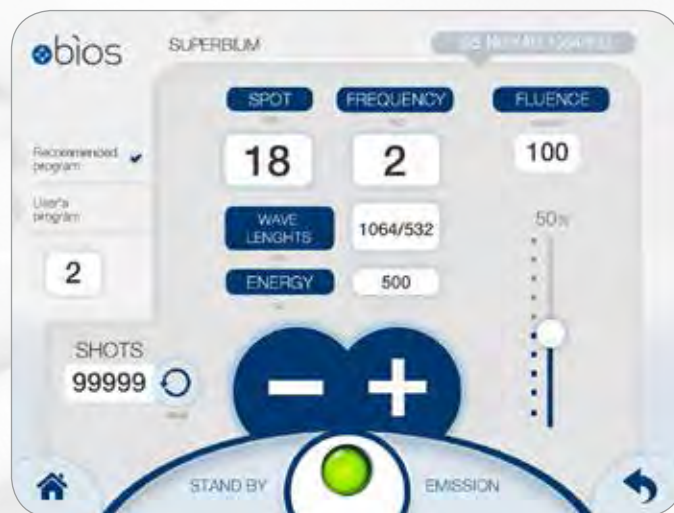 bìos
SUPERBIUM
SPOT
FREQUENCY
FLUENCE
Recommended
program
18
2
100
User's
program
WAVE
LENGHTS
1064/532
50%
2
ENERGY
500
SHOTS
99999
STAND BY
EMISSION